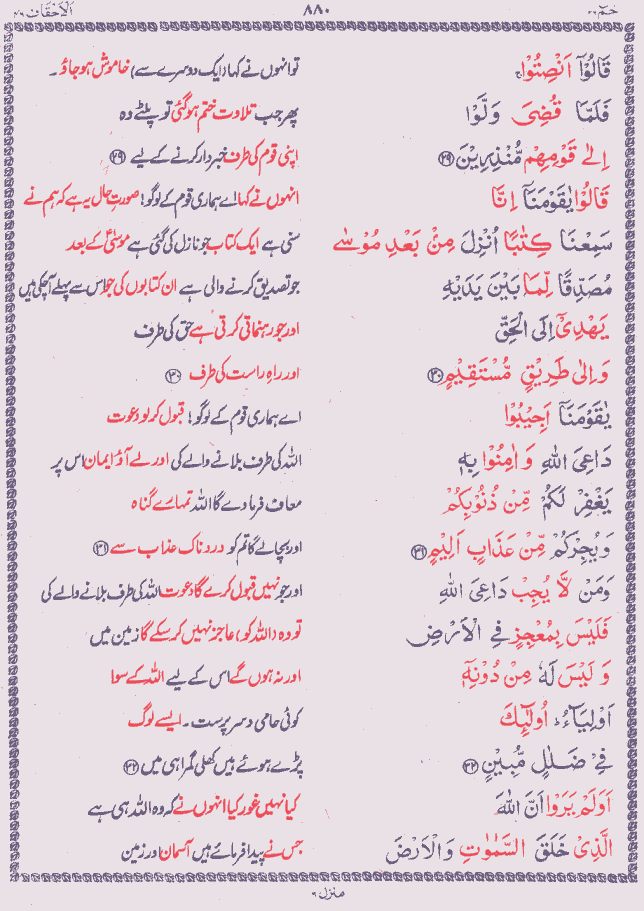 حٰمٓ ۲۶ ۸۸۰ اَلْاَحْقَاف ۴۶
قَالُوْۤا اَنْصِتُوْا ۚ تو انہوں نے کہا (ایک دوسرے سے) خاموش ہو جاؤ۔
فَلَمَّا قُضِیَ وَلَّوْا پھر جب تلاوت ختم ہو گئی تو پلٹے وہ
اِلٰی قَوْمِهِمْ مُّنْذِرِیْنَ ﴿۲۹﴾ اپنی قوم کی طرف خبردار کرنے کے لیے ﴿۲۹﴾
قَالُوْا یٰقَوْمَنَاۤ اِنَّا انہوں نے کہا اے ہماری قوم کے لوگو! صورتِ حال یہ ہے کہ ہم نے
سَمِعْنَا كِتٰبًا اُنْزِلَ مِنْۢ بَعْدِ مُوْسٰی سنی ہے ایک کتاب جو نازل کی گئی ہے موسیٰؑ کے بعد
مُصَدِّقًا لِّمَا بَیْنَ یَدَیْهِ جو تصدیق کرنے والی ہے ان کتابوں کی جو اس سے پہلے آچکی ہیں
یَهْدِیْۤ اِلَی الْحَقِّ اور جو رہنمائی کرتی ہے حق کی طرف
وَاِلٰی طَرِیْقٍ مُّسْتَقِیْمٍ ﴿۳۰﴾ اور راہِ راست کی طرف ﴿۳۰﴾
یٰقَوْمَنَاۤ اَجِیْبُوْا اے ہماری قوم کے لوگو! قبول کر لو دعوت
دَاعِیَ اللّٰهِ وَاٰمِنُوْا بِهٖ اللہ کی طرف بلانے والے کی اور لے آؤ ایمان اس پر
یَغْفِرْ لَكُمْ مِّنْ ذُنُوْبِكُمْ معاف فرما دے گا اللہ تمہارے گناہ
وَیُجِرْكُمْ مِّنْ عَذَابٍ اَلِیْمٍ ﴿۳۱﴾ اور بچالے گا تم کو دردناک عذاب سے ﴿۳۱﴾
وَمَنْ لَّا یُجِبْ دَاعِیَ اللّٰهِ اور جو نہیں قبول کرے گا دعوت اللہ کی طرف بلانے والے کی
فَلَیْسَ بِمُعْجِزٍ فِی الْاَرْضِ تو وہ (اللہ کو) عاجز نہیں کر سکے گا زمین میں
وَلَیْسَ لَهٗ مِنْ دُوْنِهٖۤ اور نہ ہوں گے اس کے لیے اللہ کے سوا
اَوْلِیَآءُ ؕ اُولٰٓئِكَ کوئی حامی و سرپرست۔ ایسے لوگ
فِیْ ضَلٰلٍ مُّبِیْنٍ ﴿۳۲﴾ پڑے ہوئے ہیں کھلی گمراہی میں ﴿۳۲﴾
اَوَلَمْ یَرَوْا اَنَّ اللّٰهَ کیا نہیں غور کیا انہوں نے کہ وہ اللہ ہی ہے
الَّذِیْ خَلَقَ السَّمٰوٰتِ وَالْاَرْضَ جس نے پیدا فرمائے ہیں آسمان اور زمین
منزل ۶